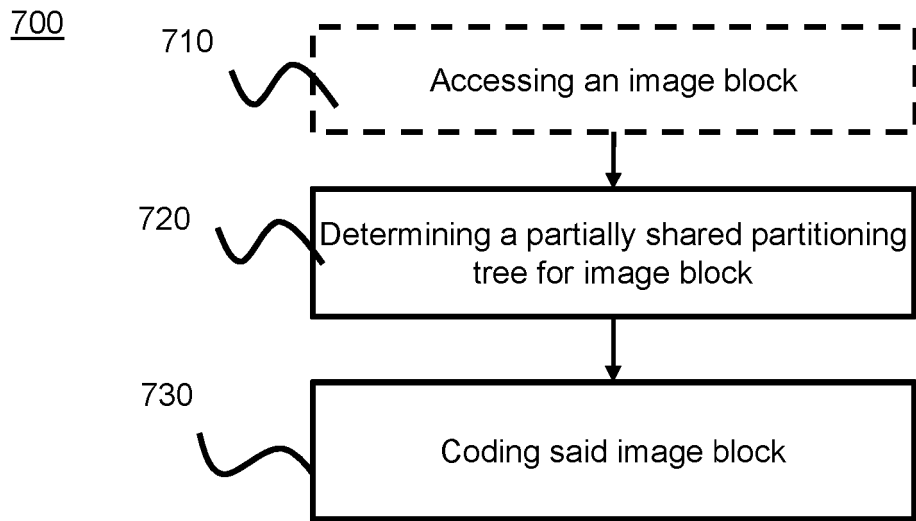 700
710
Accessing an image block
720
Determining a partially shared partitioning
tree for image block
730
Coding said image block